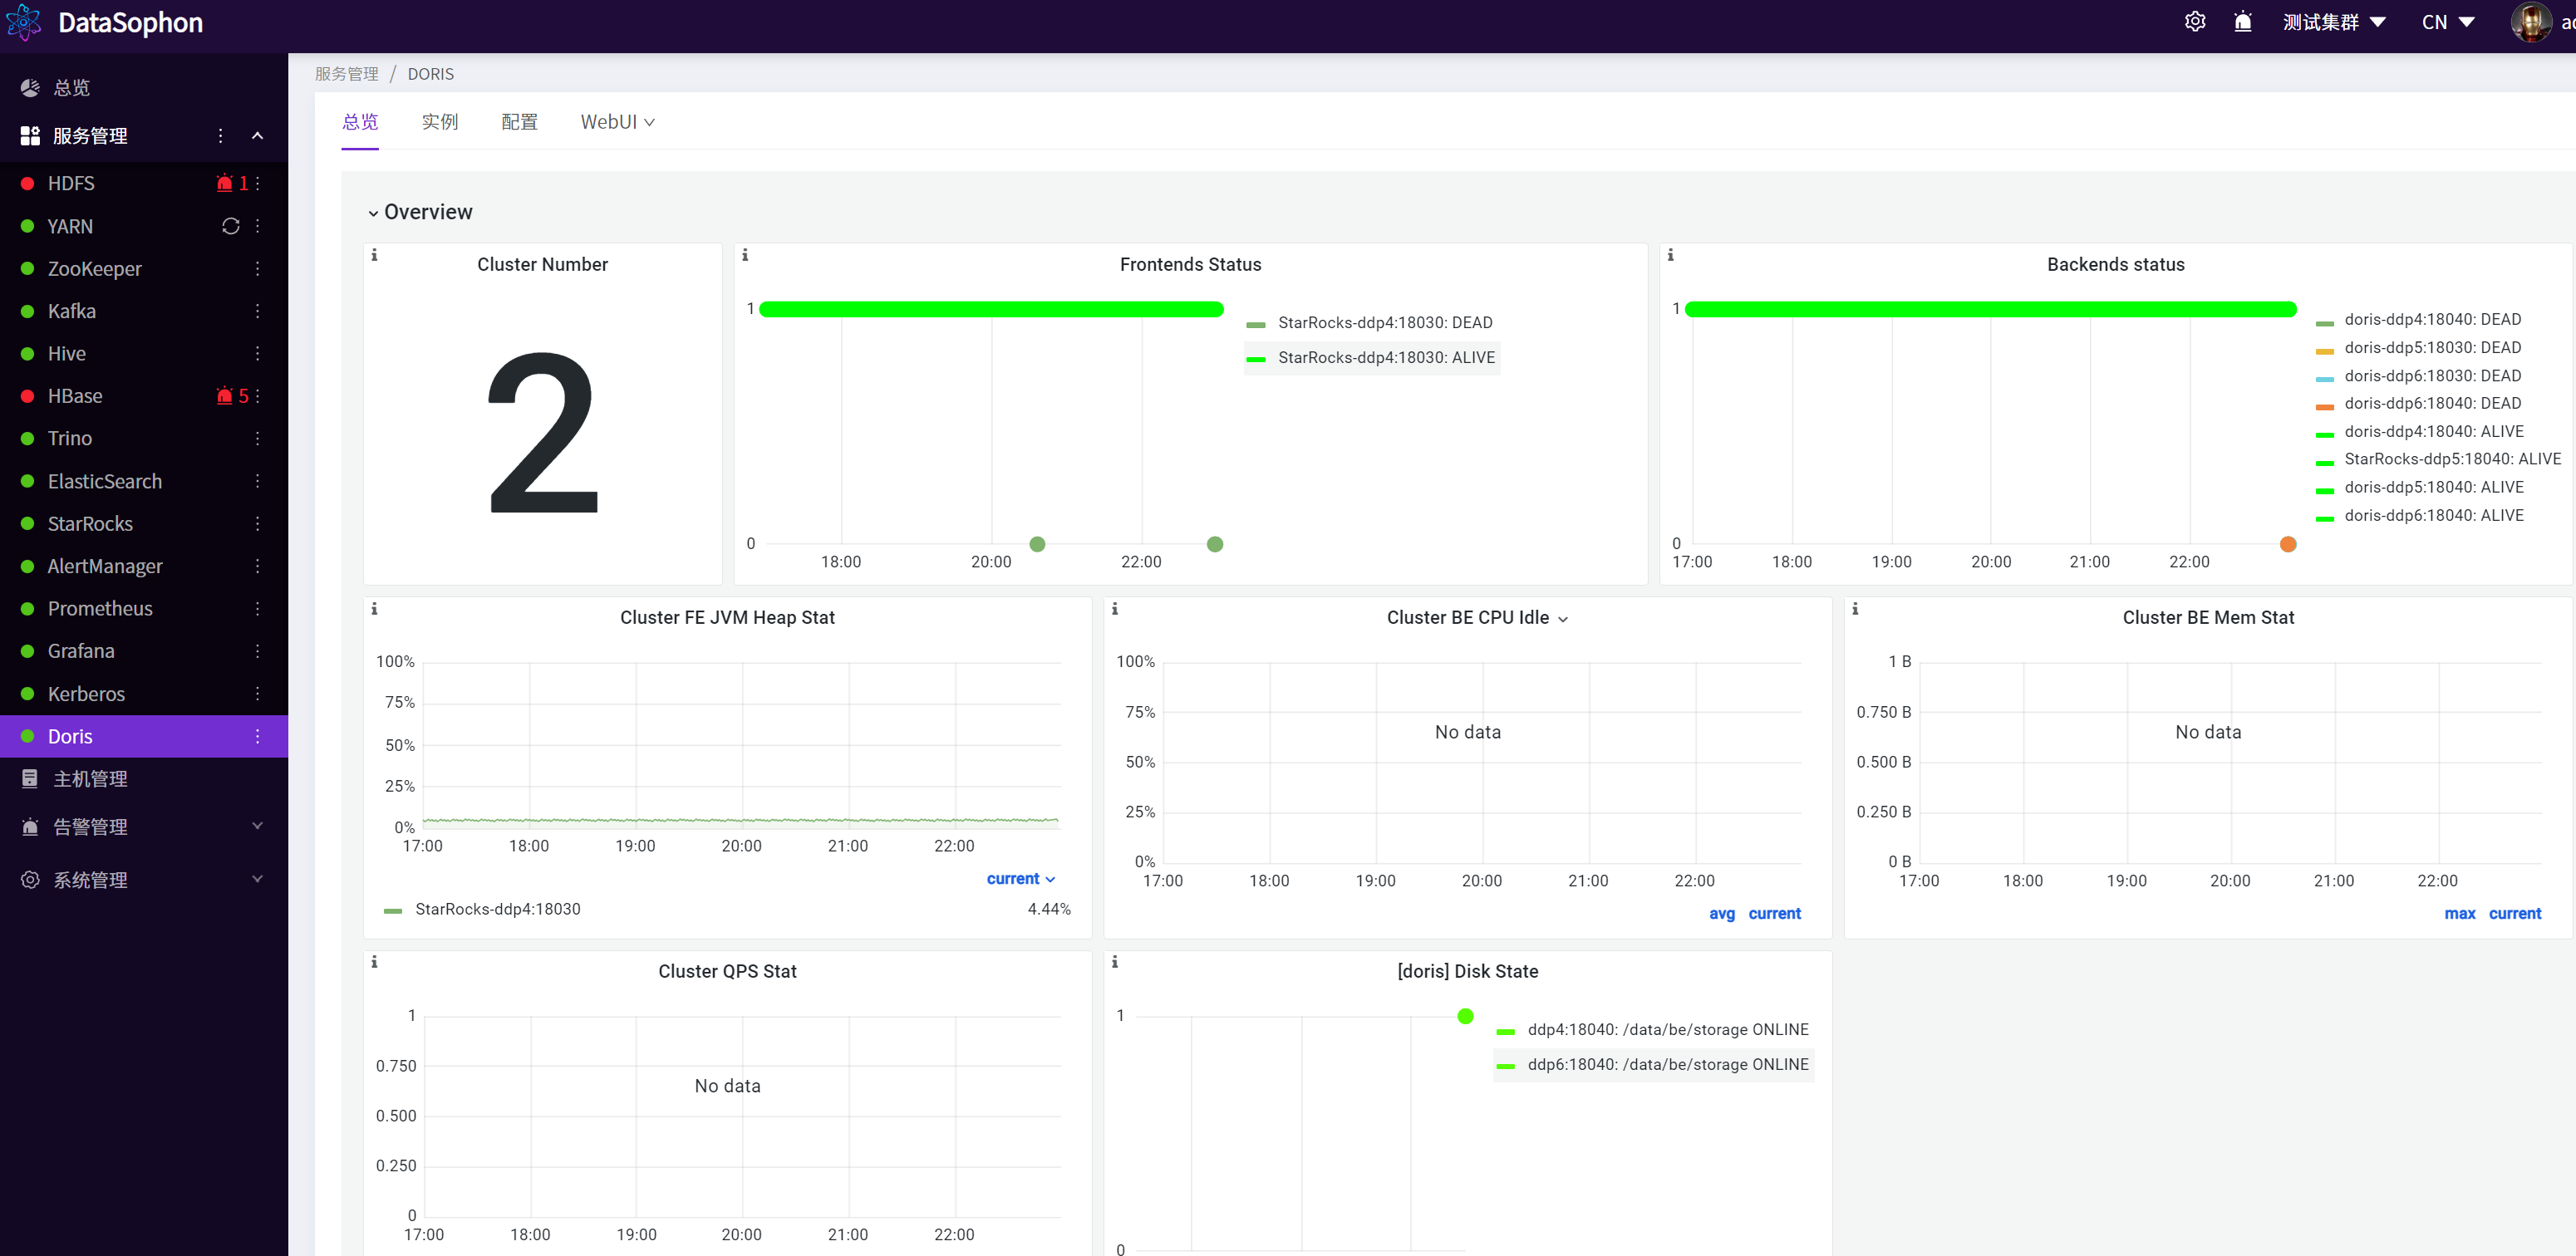 DataSophon
测试集群
CN
总览
服务管理
HDFS 1
YARN
ZooKeeper
Kafka
Hive
HBase 5
Trino
ElasticSearch
StarRocks
AlertManager
Prometheus
Grafana
Kerberos
Doris
主机管理
告警管理
系统管理
服务管理 / DORIS
总览 实例 配置 WebUI
Overview
Cluster Number
2
Frontends Status
1
0
18:00 20:00 22:00
StarRocks-ddp4:18030: DEAD
StarRocks-ddp4:18030: ALIVE
Backends status
1
0
17:00 18:00 19:00 20:00 21:00 22:00
doris-ddp4:18040: DEAD
doris-ddp5:18030: DEAD
doris-ddp6:18030: DEAD
doris-ddp6:18040: DEAD
doris-ddp4:18040: ALIVE
StarRocks-ddp5:18040: ALIVE
doris-ddp5:18040: ALIVE
doris-ddp6:18040: ALIVE
Cluster FE JVM Heap Stat
100%
75%
50%
25%
0%
17:00 18:00 19:00 20:00 21:00 22:00
current
StarRocks-ddp4:18030 4.44%
Cluster BE CPU Idle
100%
75%
50%
25%
0%
No data
17:00 18:00 19:00 20:00 21:00 22:00
avg current
Cluster BE Mem Stat
1 B
0.750 B
0.500 B
0.250 B
0 B
No data
17:00 18:00 19:00 20:00 21:00 22:00
max current
Cluster QPS Stat
1
0.750
0.500
0.250
0
No data
17:00 18:00 19:00 20:00 21:00 22:00
[doris] Disk State
1
0
ddp4:18040: /data/be/storage ONLINE
ddp6:18040: /data/be/storage ONLINE